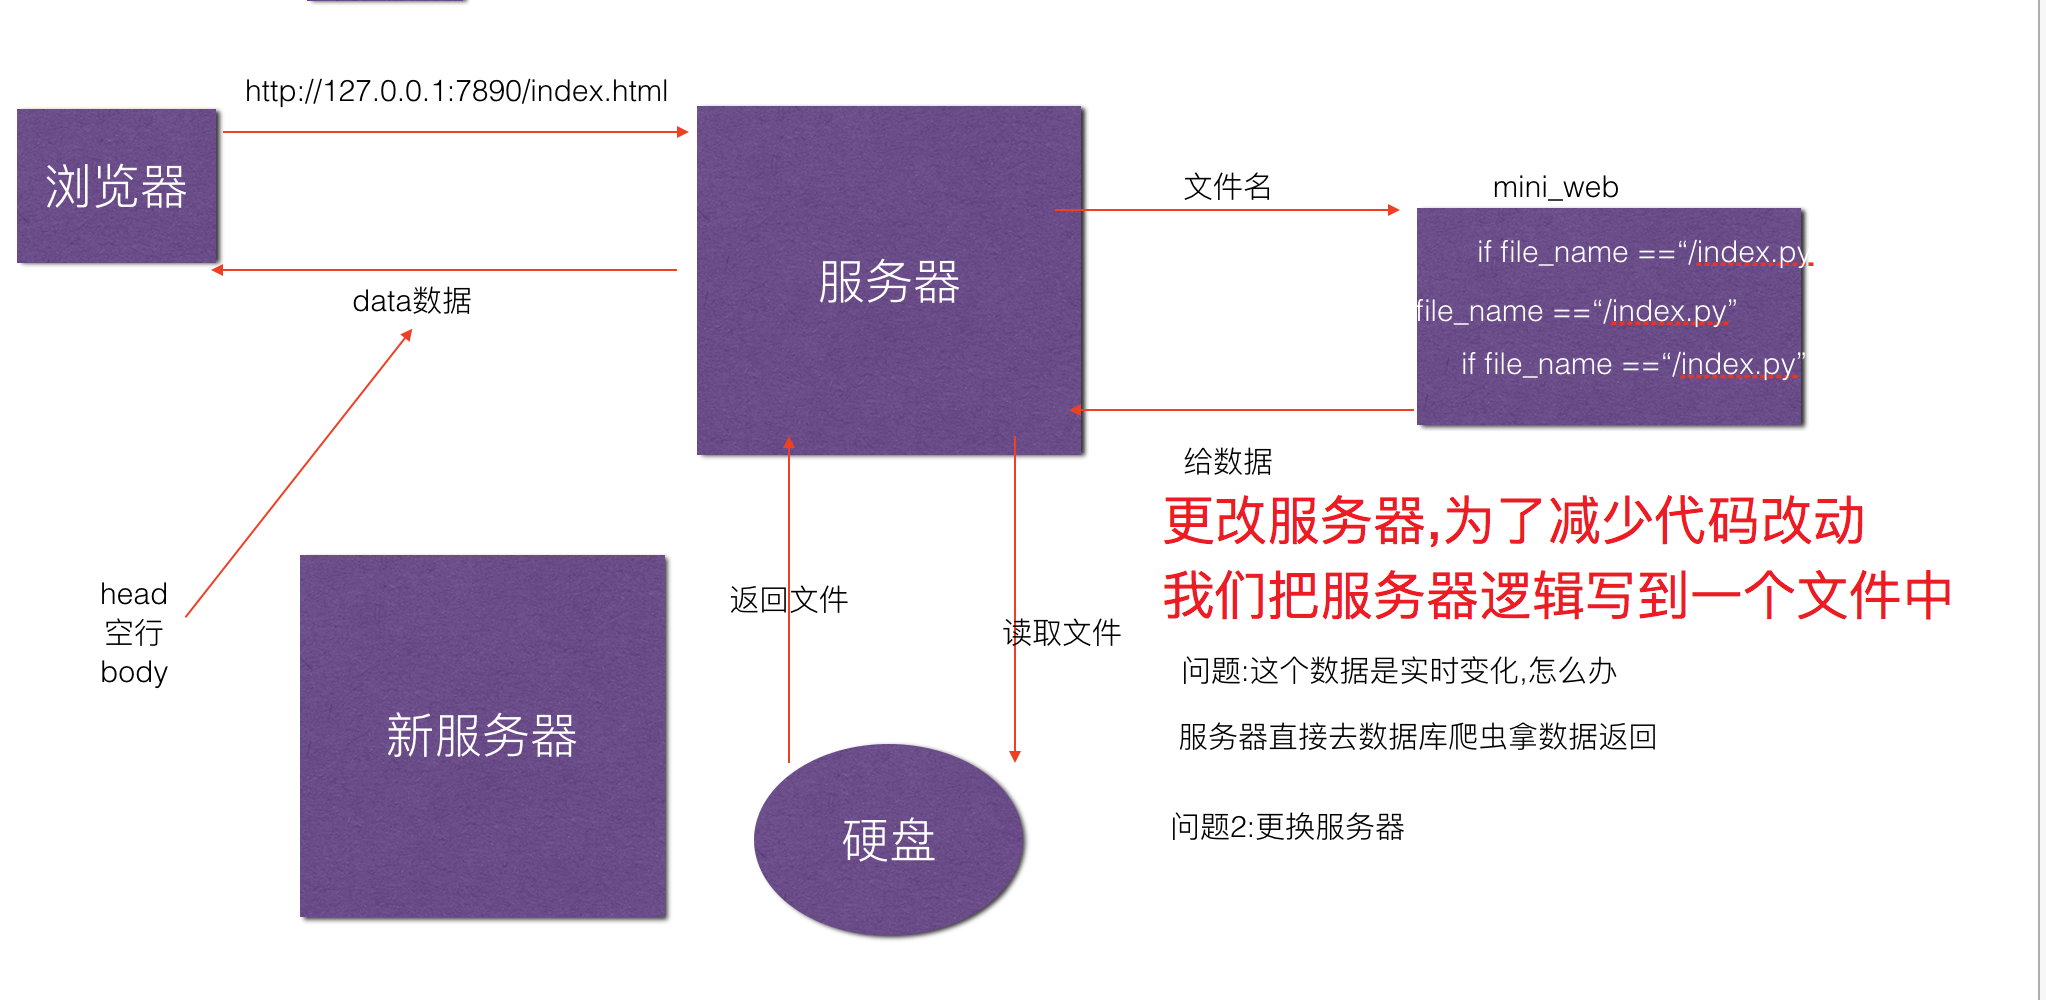 http://127.0.0.1:7890/index.html
浏览器
data数据
服务器
文件名
mini_web
if file_name ==“/index.py
file_name ==“/index.py”
if file_name ==“/index.py”
给数据
更改服务器,为了减少代码改动
我们把服务器逻辑写到一个文件中
head
空行
body
返回文件
读取文件
问题:这个数据是实时变化,怎么办
服务器直接去数据库爬虫拿数据返回
新服务器
硬盘
问题2:更换服务器